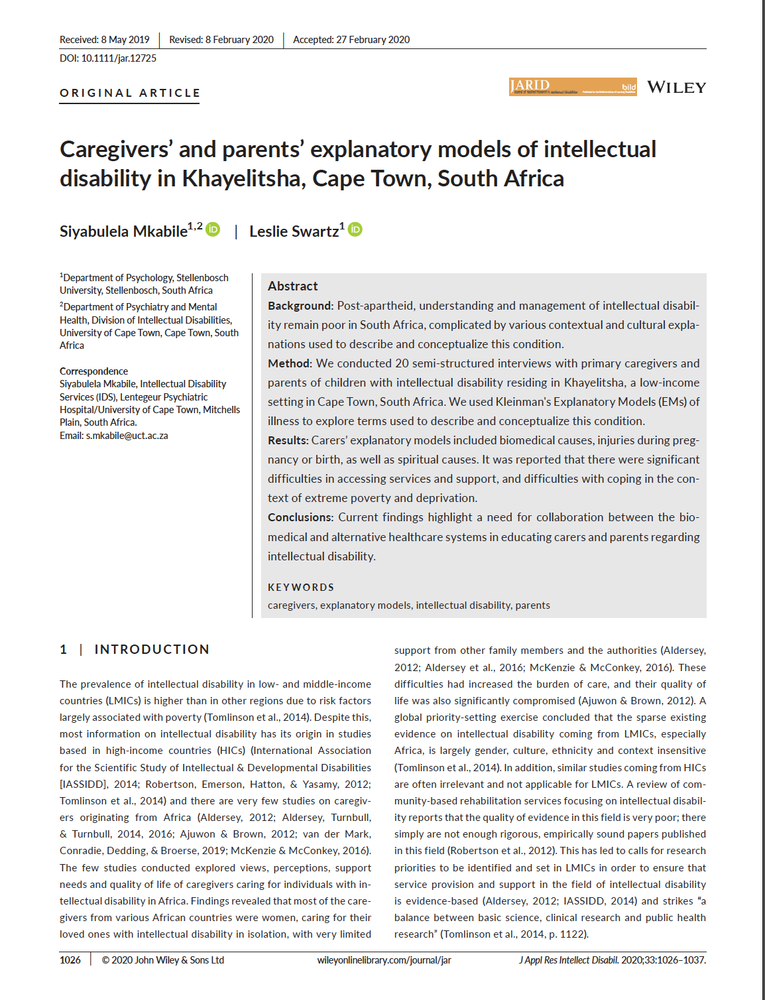 Received: 8 May 2019 | Revised: 8 February 2020 | Accepted: 27 February 2020
DOI: 10.1111/jar.12725
ORIGINAL ARTICLE
JARID
bild
WILEY
Caregivers’ and parents’ explanatory models of intellectual
disability in Khayelitsha, Cape Town, South Africa
Siyabulela Mkabile1,2 iD | Leslie Swartz1 iD
1Department of Psychology, Stellenbosch
University, Stellenbosch, South Africa
2Department of Psychiatry and Mental
Health, Division of Intellectual Disabilities,
University of Cape Town, Cape Town, South
Africa
Correspondence
Siyabulela Mkabile, Intellectual Disability
Services (IDS), Lentegeur Psychiatric
Hospital/University of Cape Town, Mitchells
Plain, South Africa.
Email: s.mkabile@uct.ac.za
Abstract
Background: Post-apartheid, understanding and management of intellectual disabil-
ity remain poor in South Africa, complicated by various contextual and cultural expla-
nations used to describe and conceptualize this condition.
Method: We conducted 20 semi-structured interviews with primary caregivers and
parents of children with intellectual disability residing in Khayelitsha, a low-income
setting in Cape Town, South Africa. We used Kleinman's Explanatory Models (EMs) of
illness to explore terms used to describe and conceptualize this condition.
Results: Carers’ explanatory models included biomedical causes, injuries during preg-
nancy or birth, as well as spiritual causes. It was reported that there were significant
difficulties in accessing services and support, and difficulties with coping in the con-
text of extreme poverty and deprivation.
Conclusions: Current findings highlight a need for collaboration between the bio-
medical and alternative healthcare systems in educating carers and parents regarding
intellectual disability.
KEYWORDS
caregivers, explanatory models, intellectual disability, parents
1 | INTRODUCTION
The prevalence of intellectual disability in low- and middle-income
countries (LMICs) is higher than in other regions due to risk factors
largely associated with poverty (Tomlinson et al., 2014). Despite this,
most information on intellectual disability has its origin in studies
based in high-income countries (HICs) (International Association
for the Scientific Study of Intellectual & Developmental Disabilities
[IASSIDD], 2014; Robertson, Emerson, Hatton, & Yasamy, 2012;
Tomlinson et al., 2014) and there are very few studies on caregiv-
ers originating from Africa (Aldersey, 2012; Aldersey, Turnbull,
& Turnbull, 2014, 2016; Ajuwon & Brown, 2012; van der Mark,
Conradie, Dedding, & Broerse, 2019; McKenzie & McConkey, 2016).
The few studies conducted explored views, perceptions, support
needs and quality of life of caregivers caring for individuals with in-
tellectual disability in Africa. Findings revealed that most of the care-
givers from various African countries were women, caring for their
loved ones with intellectual disability in isolation, with very limited
support from other family members and the authorities (Aldersey,
2012; Aldersey et al., 2016; McKenzie & McConkey, 2016). These
difficulties had increased the burden of care, and their quality of
life was also significantly compromised (Ajuwon & Brown, 2012). A
global priority-setting exercise concluded that the sparse existing
evidence on intellectual disability coming from LMICs, especially
Africa, is largely gender, culture, ethnicity and context insensitive
(Tomlinson et al., 2014). In addition, similar studies coming from HICs
are often irrelevant and not applicable for LMICs. A review of com-
munity-based rehabilitation services focusing on intellectual disabil-
ity reports that the quality of evidence in this field is very poor; there
simply are not enough rigorous, empirically sound papers published
in this field (Robertson et al., 2012). This has led to calls for research
priorities to be identified and set in LMICs in order to ensure that
service provision and support in the field of intellectual disability
is evidence-based (Aldersey, 2012; IASSIDD, 2014) and strikes “a
balance between basic science, clinical research and public health
research” (Tomlinson et al., 2014, p. 1122).
1026 | © 2020 John Wiley & Sons Ltd
wileyonlinelibrary.com/journal/jar
J Appl Res Intellect Disabil. 2020;33:1026–1037.